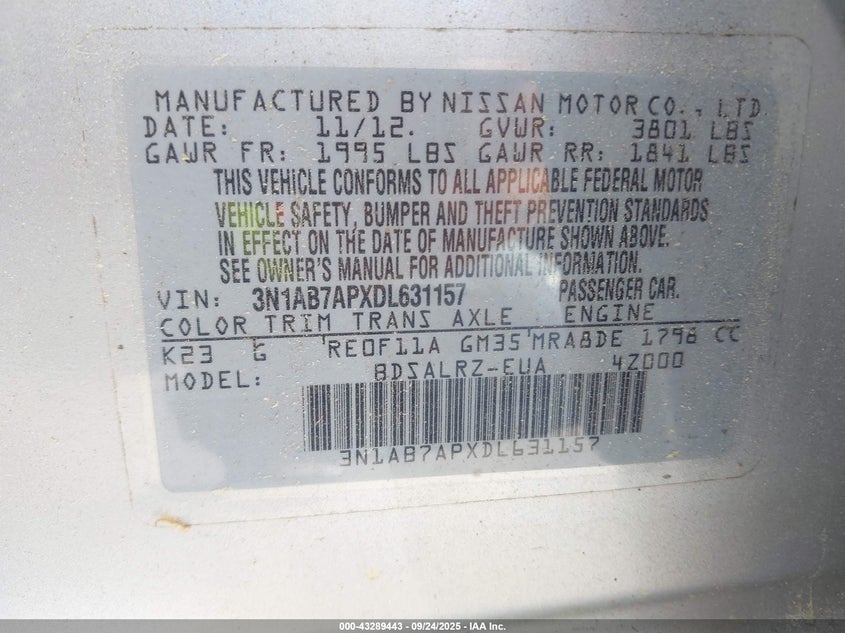 MANUFACTURED BY NISSAN MOTOR CO., LTD.
DATE: 11/12. GVWR: 3801 LBS
GAWR FR: 1995 LBS GAWR RR: 1841 LBS
THIS VEHICLE CONFORMS TO ALL APPLICABLE FEDERAL MOTOR
VEHICLE SAFETY, BUMPER AND THEFT PREVENTION STANDARDS
IN EFFECT ON THE DATE OF MANUFACTURE SHOWN ABOVE.
SEE OWNER'S MANUAL FOR ADDITIONAL INFORMATION.
VIN: 3N1AB7APXDL631157 PASSENGER CAR.
COLOR TRIM TRANS AXLE ENGINE
K23 G RE0F11A GM35 MRA8DE 1798 CC
MODEL: BDSALRZ-EUA 4Z000
3N1AB7APXDL631157
000-43289443 - 09/24/2025 - IAA Inc.